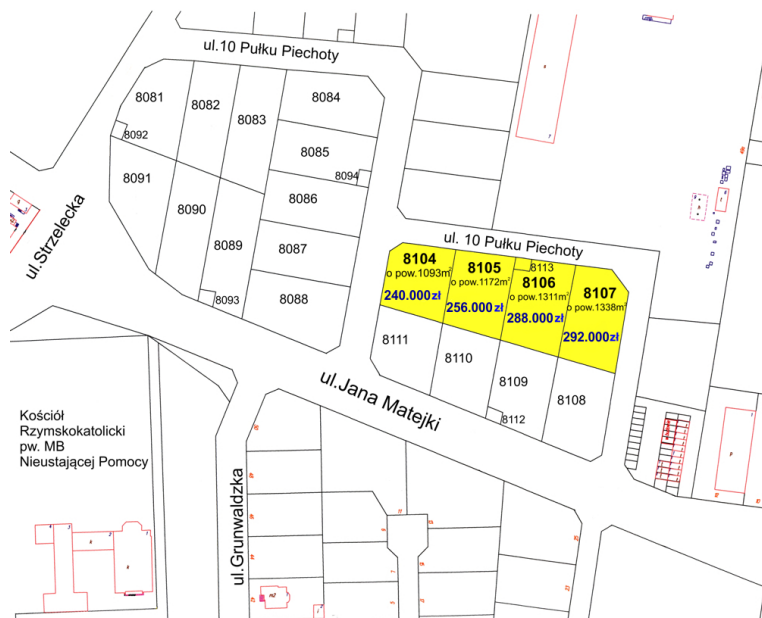 ul.10 Pułku Piechoty
8081
8082
8083
8084
8092
8085
8094
8091
8090
8086
8089
8087
8093
8088
ul.Strzelecka
ul. 10 Pułku Piechoty
8104
o pow.1093m²
240.000zł
8105
o pow.1172m²
256.000zł
8113
8106
o pow.1311m²
288.000zł
8107
o pow.1338m²
292.000zł
8111
8110
8109
8112
8108
ul.Jana Matejki
ul.Grunwaldzka
Kościół
Rzymskokatolicki
pw. MB
Nieustającej Pomocy